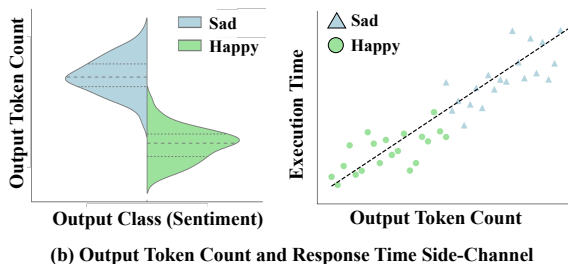 Sad
Happy
Output Token Count
Output Class (Sentiment)
Sad
Happy
Execution Time
Output Token Count
(b) Output Token Count and Response Time Side-Channel